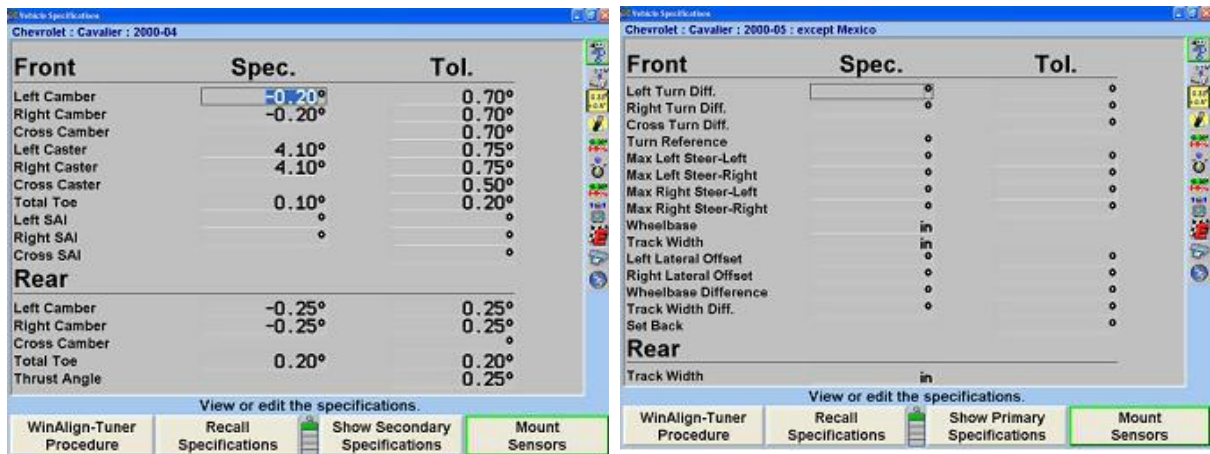 Vehicle Specifications
Chevrolet : Cavalier : 2000-04
Front Spec. Tol.
Left Camber -0.20° 0.70°
Right Camber -0.20° 0.70°
Cross Camber 0.70°
Left Caster 4.10° 0.75°
Right Caster 4.10° 0.75°
Cross Caster 0.50°
Total Toe 0.10° 0.20°
Left SAI ° °
Right SAI ° °
Cross SAI °
Rear
Left Camber -0.25° 0.25°
Right Camber -0.25° 0.25°
Cross Camber °
Total Toe 0.20° 0.20°
Thrust Angle 0.25°
View or edit the specifications.
WinAlign-Tuner Recall Show Secondary Mount
Procedure Specifications Specifications Sensors
Vehicle Specifications
Chevrolet : Cavalier : 2000-05 : except Mexico
Front Spec. Tol.
Left Turn Diff. ° °
Right Turn Diff. ° °
Cross Turn Diff. °
Turn Reference °
Max Left Steer-Left ° °
Max Left Steer-Right ° °
Max Right Steer-Left ° °
Max Right Steer-Right ° °
Wheelbase in
Track Width in
Left Lateral Offset ° °
Right Lateral Offset ° °
Wheelbase Difference ° °
Track Width Diff. ° °
Set Back °
Rear
Track Width in
View or edit the specifications.
WinAlign-Tuner Recall Show Primary Mount
Procedure Specifications Specifications Sensors